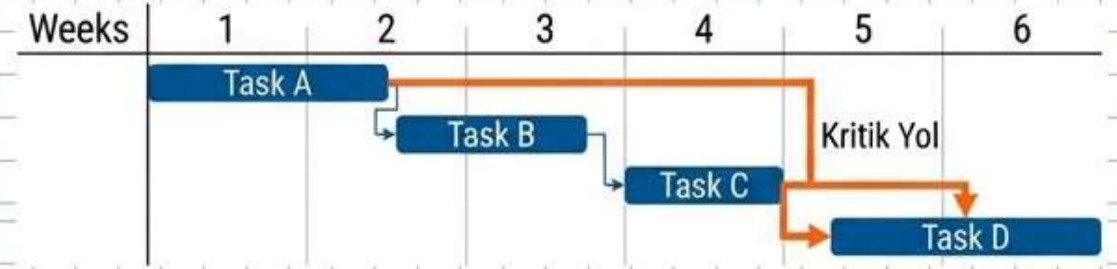 Weeks 1 2 3 4 5 6
Task A
Task B
Kritik Yol
Task C
Task D